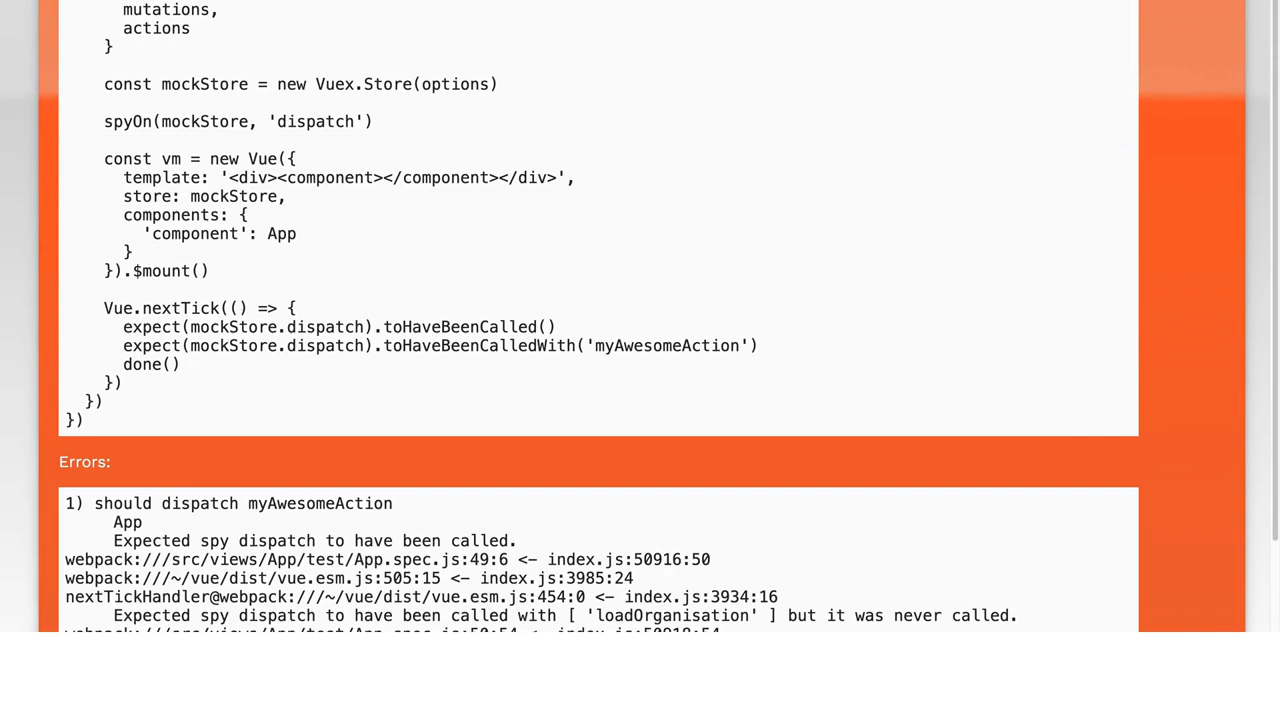 mutations,
actions
}
const mockStore = new Vuex.Store(options)
spyOn(mockStore, 'dispatch')
const vm = new Vue({
template: '<div><component></component></div>',
store: mockStore,
components: {
'component': App
}
}).$mount()
Vue.nextTick(() => {
expect(mockStore.dispatch).toHaveBeenCalled()
expect(mockStore.dispatch).toHaveBeenCalledWith('myAwesomeAction')
done()
})
})
})
Errors:
1) should dispatch myAwesomeAction
App
Expected spy dispatch to have been called.
webpack:///src/views/App/test/App.spec.js:49:6 <- index.js:50916:50
webpack:///~/vue/dist/vue.esm.js:505:15 <- index.js:3985:24
nextTickHandler@webpack:///~/vue/dist/vue.esm.js:454:0 <- index.js:3934:16
Expected spy dispatch to have been called with [ 'loadOrganisation' ] but it was never called.